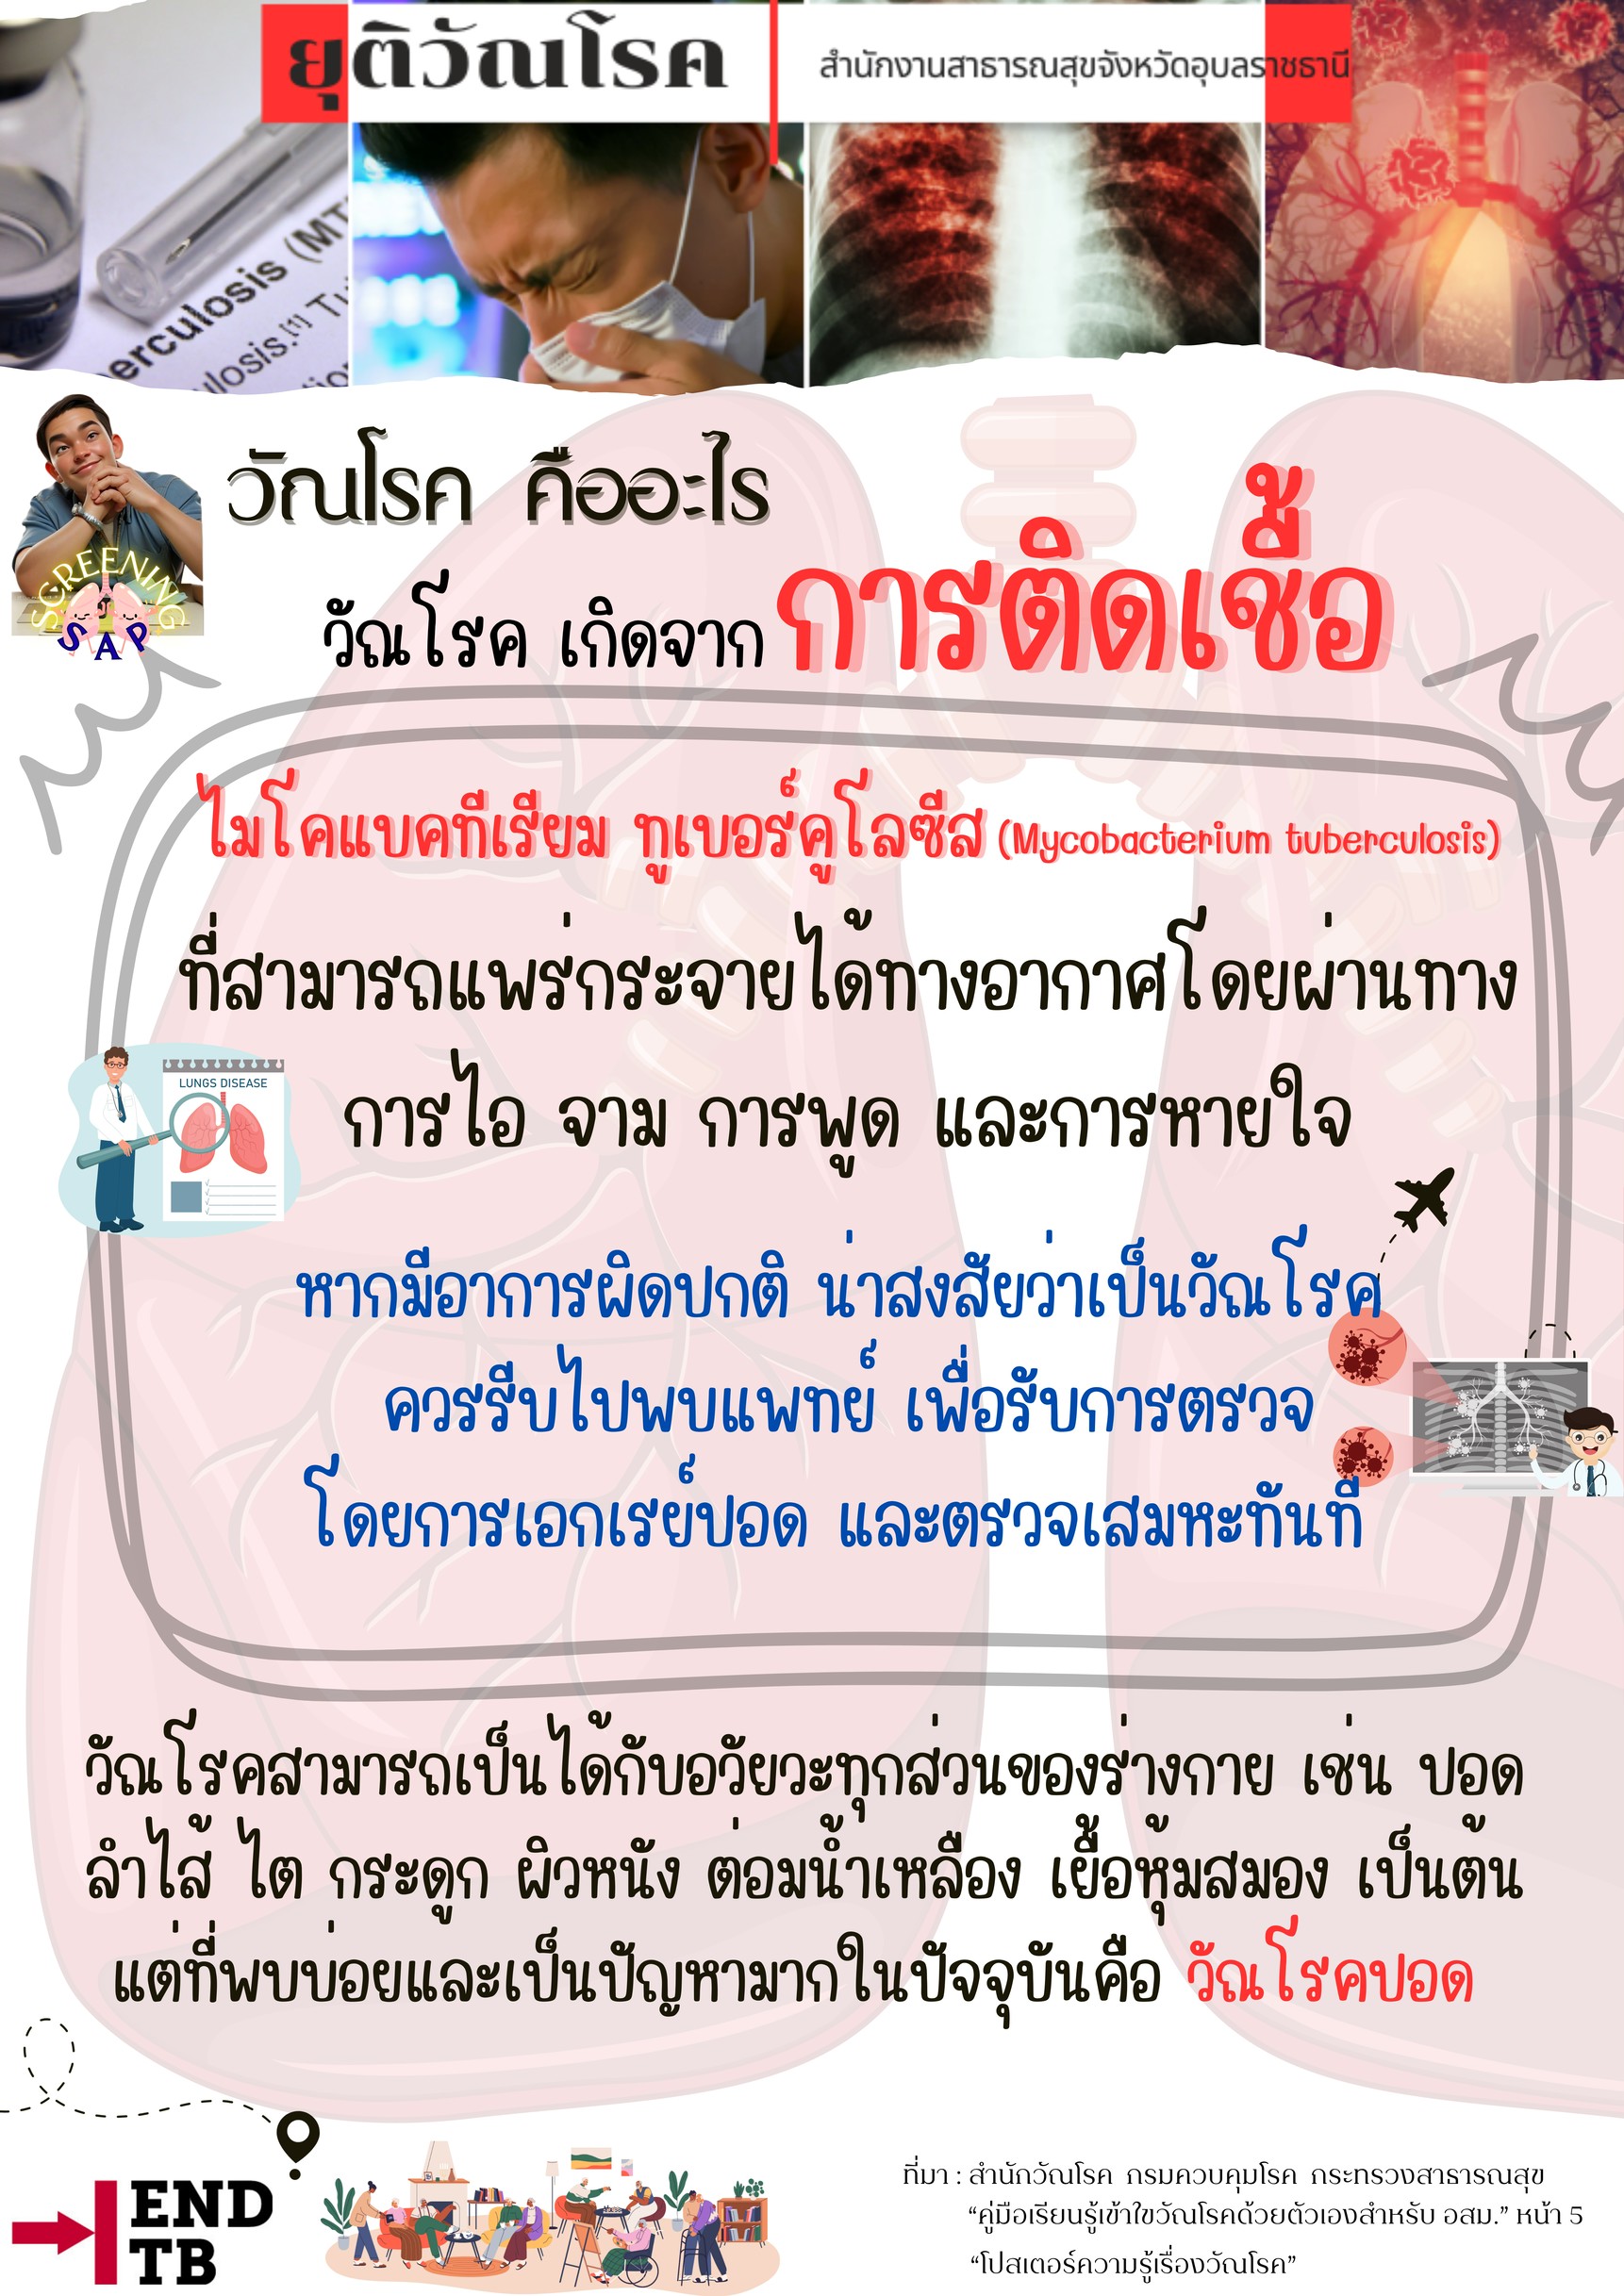 ยุติวัณโรค
สำนักงานสาธารณสุขจังหวัดอุบลราชธานี
erculosis (MT
ulosis.[1] Tu
วัณโรค คืออะไร
SCREENING
SAP
วัณโรค เกิดจาก การติดเชื้อ
ไมโคแบคทีเรียม ทูเบอร์คูโลซีส (Mycobacterium tuberculosis)
ที่สามารถแพร่กระจายได้ทางอากาศโดยผ่านทาง
การไอ จาม การพูด และการหายใจ
LUNGS DISEASE
หากมีอาการผิดปกติ น่าสงสัยว่าเป็นวัณโรค
ควรรีบไปพบแพทย์ เพื่อรับการตรวจ
โดยการเอกเรย์ปอด และตรวจเสมหะทันที
วัณโรคสามารถเป็นได้กับอวัยวะทุกส่วนของร่างกาย เช่น ปอด
ลำไส้ ไต กระดูก ผิวหนัง ต่อมน้ำเหลือง เยื้อหุ้มสมอง เป็นต้น
แต่ที่พบบ่อยและเป็นปัญหามากในปัจจุบันคือ วัณโรคปอด
END
TB
ที่มา : สำนักวัณโรค กรมควบคุมโรค กระทรวงสาธารณสุข
“คู่มือเรียนรู้เข้าใขวัณโรคด้วยตัวเองสำหรับ อสม.” หน้า 5
“โปสเตอร์ความรู้เรื่องวัณโรค”